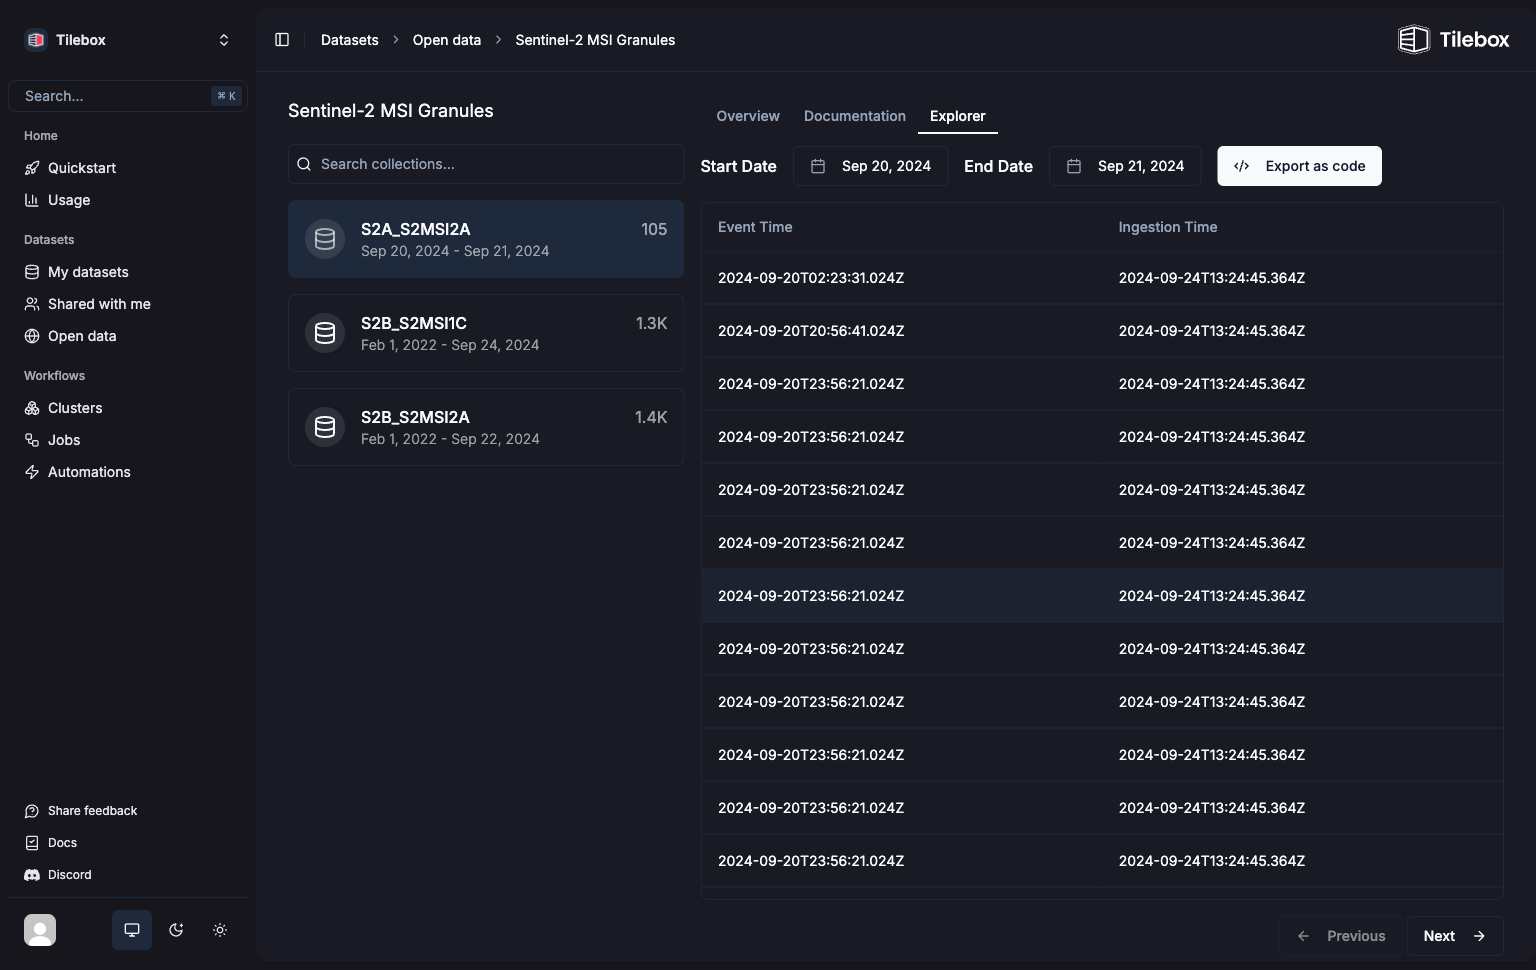 Tilebox
Search...
⌘ K
Home
Quickstart
Usage
Datasets
My datasets
Shared with me
Open data
Workflows
Clusters
Jobs
Automations
Share feedback
Docs
Discord
Datasets > Open data > Sentinel-2 MSI Granules
Tilebox
Sentinel-2 MSI Granules
Search collections...
S2A_S2MSI2A 105
Sep 20, 2024 - Sep 21, 2024
S2B_S2MSI1C 1.3K
Feb 1, 2022 - Sep 24, 2024
S2B_S2MSI2A 1.4K
Feb 1, 2022 - Sep 22, 2024
Overview Documentation Explorer
Start Date Sep 20, 2024 End Date Sep 21, 2024 Export as code
Event Time Ingestion Time
2024-09-20T02:23:31.024Z 2024-09-24T13:24:45.364Z
2024-09-20T20:56:41.024Z 2024-09-24T13:24:45.364Z
2024-09-20T23:56:21.024Z 2024-09-24T13:24:45.364Z
2024-09-20T23:56:21.024Z 2024-09-24T13:24:45.364Z
2024-09-20T23:56:21.024Z 2024-09-24T13:24:45.364Z
2024-09-20T23:56:21.024Z 2024-09-24T13:24:45.364Z
2024-09-20T23:56:21.024Z 2024-09-24T13:24:45.364Z
2024-09-20T23:56:21.024Z 2024-09-24T13:24:45.364Z
2024-09-20T23:56:21.024Z 2024-09-24T13:24:45.364Z
2024-09-20T23:56:21.024Z 2024-09-24T13:24:45.364Z
2024-09-20T23:56:21.024Z 2024-09-24T13:24:45.364Z
2024-09-20T23:56:21.024Z 2024-09-24T13:24:45.364Z
Previous Next